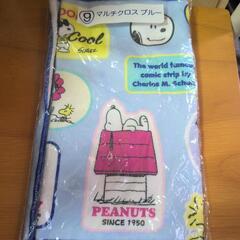 ⑨ マルチクロス ブルー
Cool
The world famous
comic strip by
Charles M. Schulz
PEANUTS
SINCE 1950